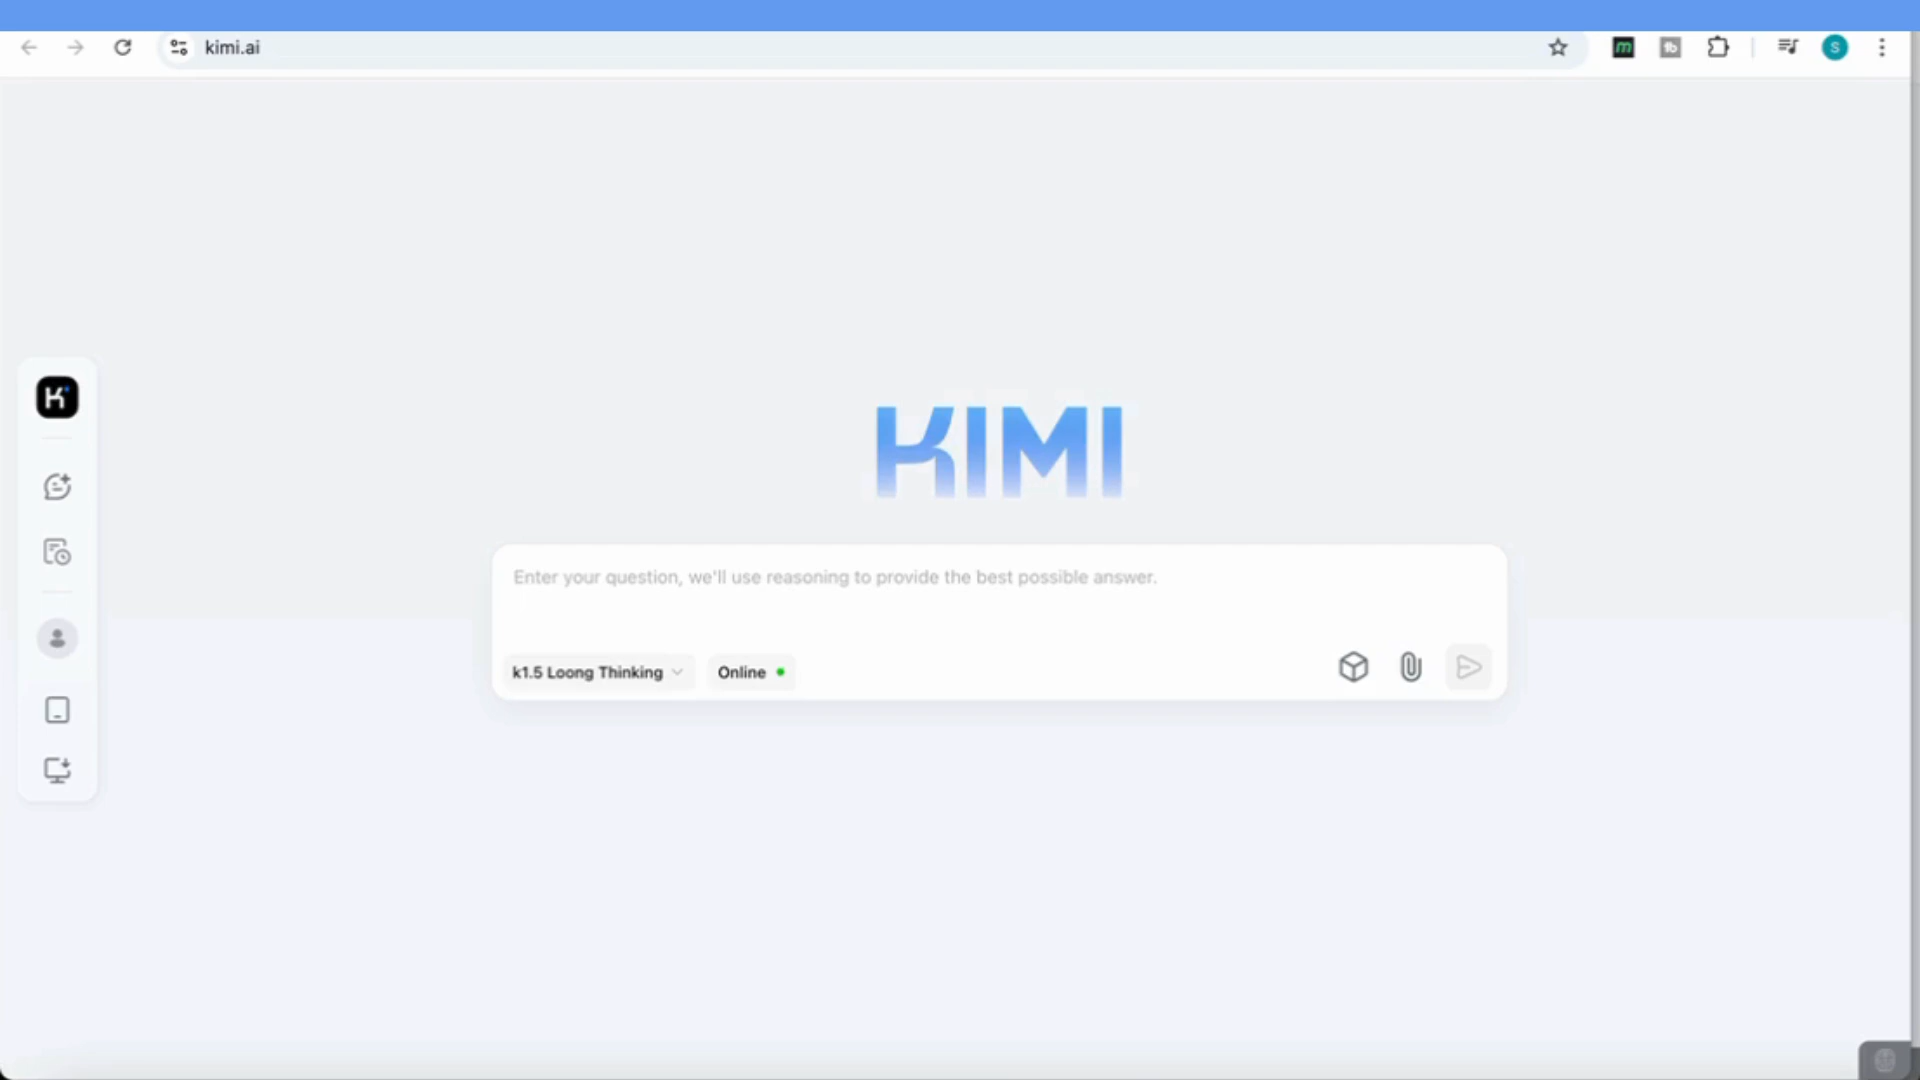 kimi.ai
m
tb
S
K
KIMI
Enter your question, we'll use reasoning to provide the best possible answer.
k1.5 Loong Thinking
Online